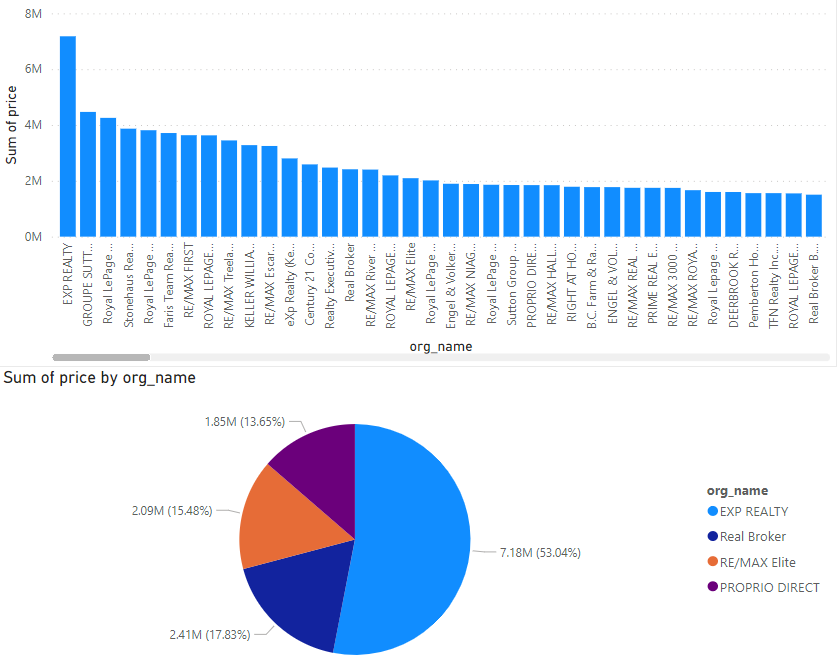 8M
6M
4M
2M
0M
Sum of price
EXP REALTY
GROUPE SUTT...
Royal LePage ...
Stonehaus Rea...
Royal LePage ...
Faris Team Rea...
RE/MAX FIRST
ROYAL LEPAGE...
RE/MAX Treela...
KELLER WILLIA...
RE/MAX Escar...
eXp Realty (Ke...
Century 21 Co...
Realty Executiv...
Real Broker
RE/MAX River ...
ROYAL LEPAGE...
RE/MAX Elite
Royal LePage ...
Engel & Volker...
RE/MAX NIAG...
Royal LePage ...
Sutton Group ...
PROPRIO DIRE...
RE/MAX HALL...
RIGHT AT HO...
B.C. Farm & Ra...
ENGEL & VOL...
RE/MAX REAL ...
PRIME REAL E...
RE/MAX 3000 ...
RE/MAX ROYA...
Royal Lepage ...
DEERBROOK R...
Pemberton Ho...
TFN Realty Inc....
ROYAL LEPAGE
Real Broker B....
org_name
Sum of price by org_name
1.85M (13.65%)
2.09M (15.48%)
2.41M (17.83%)
7.18M (53.04%)
org_name
EXP REALTY
Real Broker
RE/MAX Elite
PROPRIO DIRECT